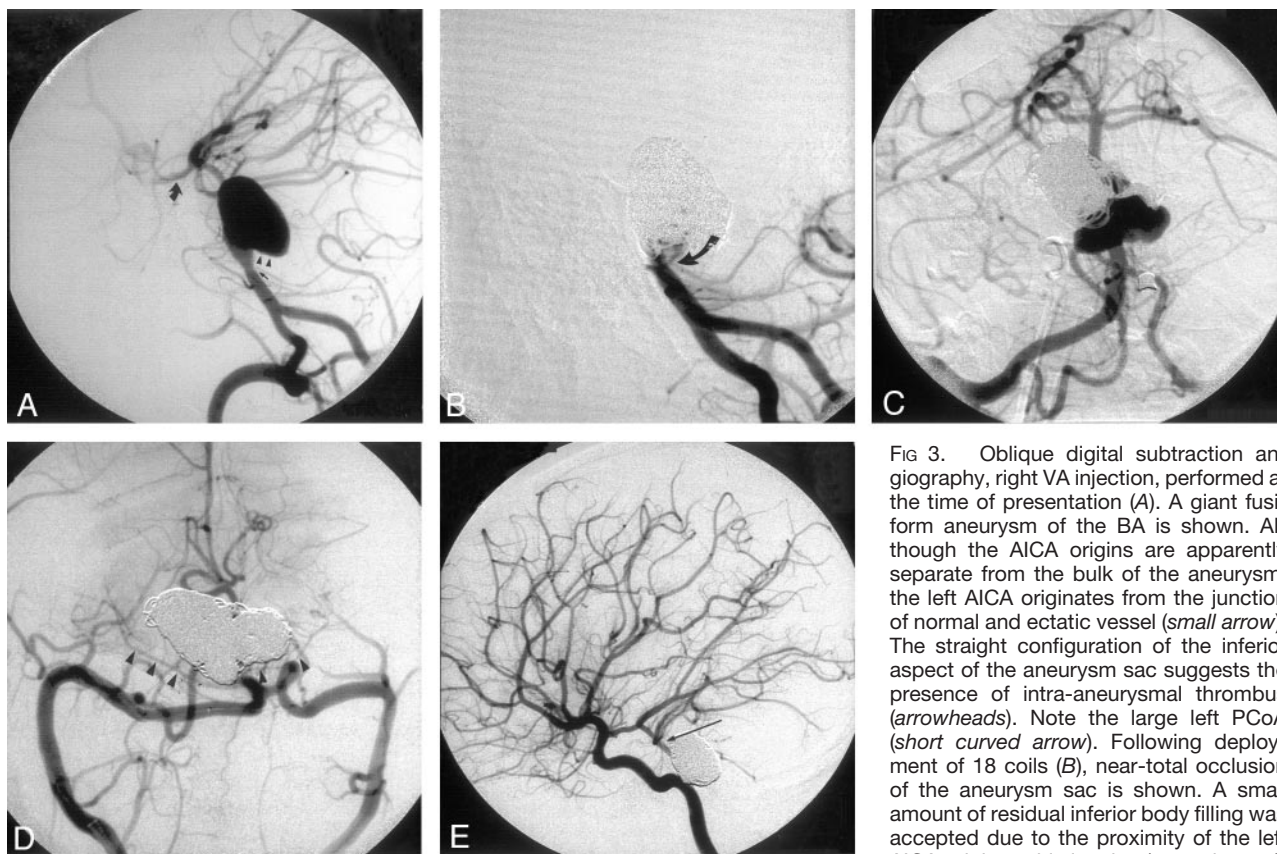 A
B
C
D
E
FIG 3. Oblique digital subtraction an
giography, right VA injection, performed a
the time of presentation (A). A giant fusi
form aneurysm of the BA is shown. Al
though the AICA origins are apparently
separate from the bulk of the aneurysm
the left AICA originates from the junction
of normal and ectatic vessel (small arrow)
The straight configuration of the inferio
aspect of the aneurysm sac suggests the
presence of intra-aneurysmal thrombu
(arrowheads). Note the large left PCoA
(short curved arrow). Following deploy
ment of 18 coils (B), near-total occlusion
of the aneurysm sac is shown. A smal
amount of residual inferior body filling wa
accepted due to the proximity of the left